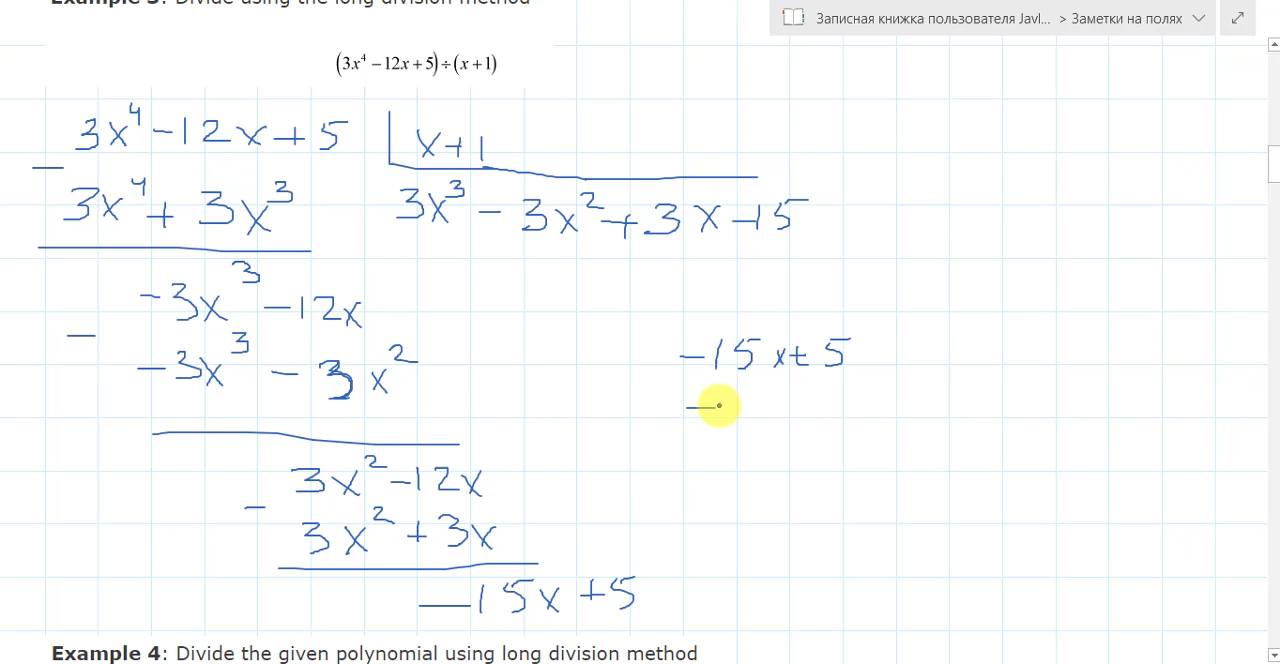 Example 3: Divide using the long division method
Записная книжка пользователя Javl... > Заметки на полях
(3x⁴ − 12x + 5) ÷ (x + 1)
3x⁴ − 12x + 5 | x + 1
− 3x⁴ + 3x³ 3x³ − 3x² + 3x − 15
−3x³ − 12x
− −3x³ − 3x²
−15x + 5
−
3x² − 12x
− 3x² + 3x
−15x + 5
Example 4: Divide the given polynomial using long division method